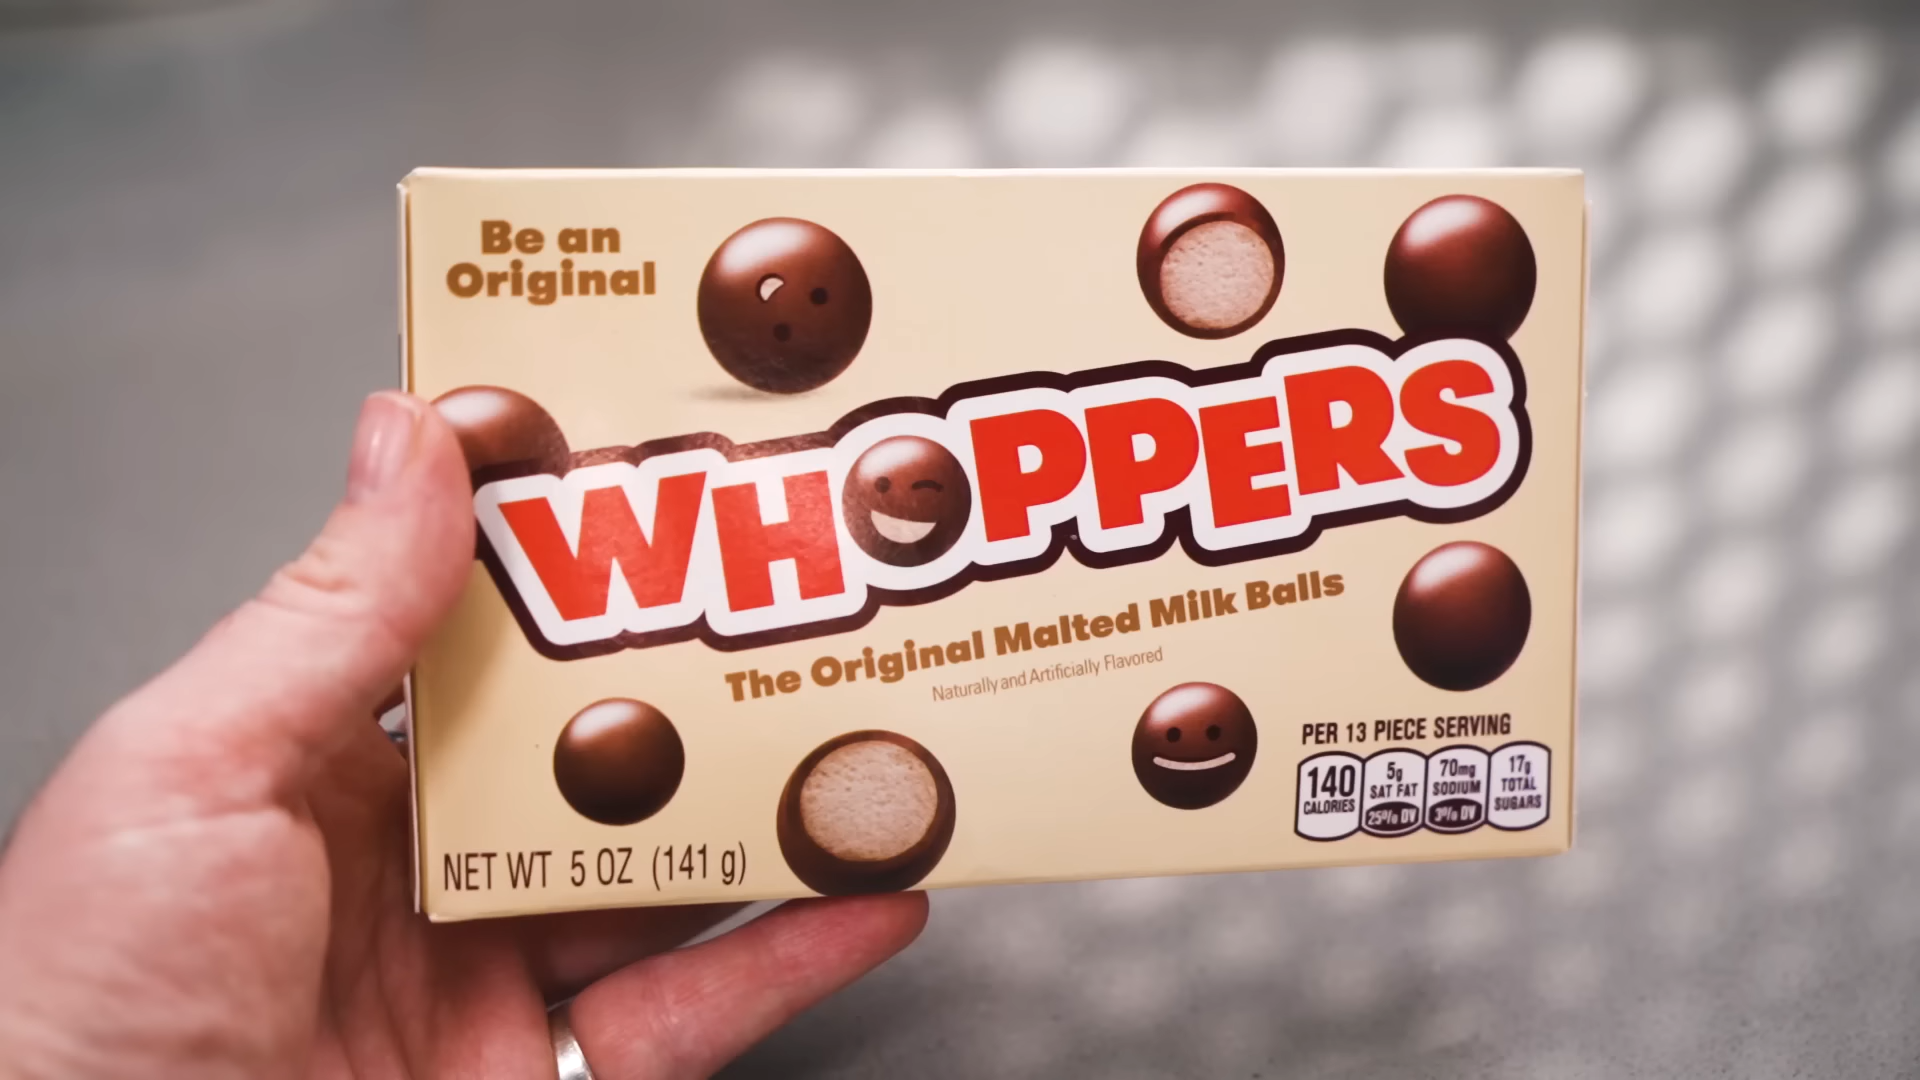 Be an
Original
WHOPPERS
The Original Malted Milk Balls
Naturally and Artificially Flavored
PER 13 PIECE SERVING
140
CALORIES
5g
SAT FAT
25% DV
70mg
SODIUM
3% DV
17g
TOTAL
SUGARS
NET WT 5 OZ (141 g)